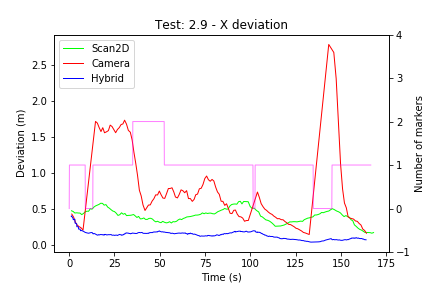 Test: 2.9 - X deviation
Scan2D
Camera
Hybrid
Deviation (m)
2.5
2.0
1.5
1.0
0.5
0.0
4
3
2
1
0
−1
Number of markers
0
25
50
75
100
125
150
175
Time (s)